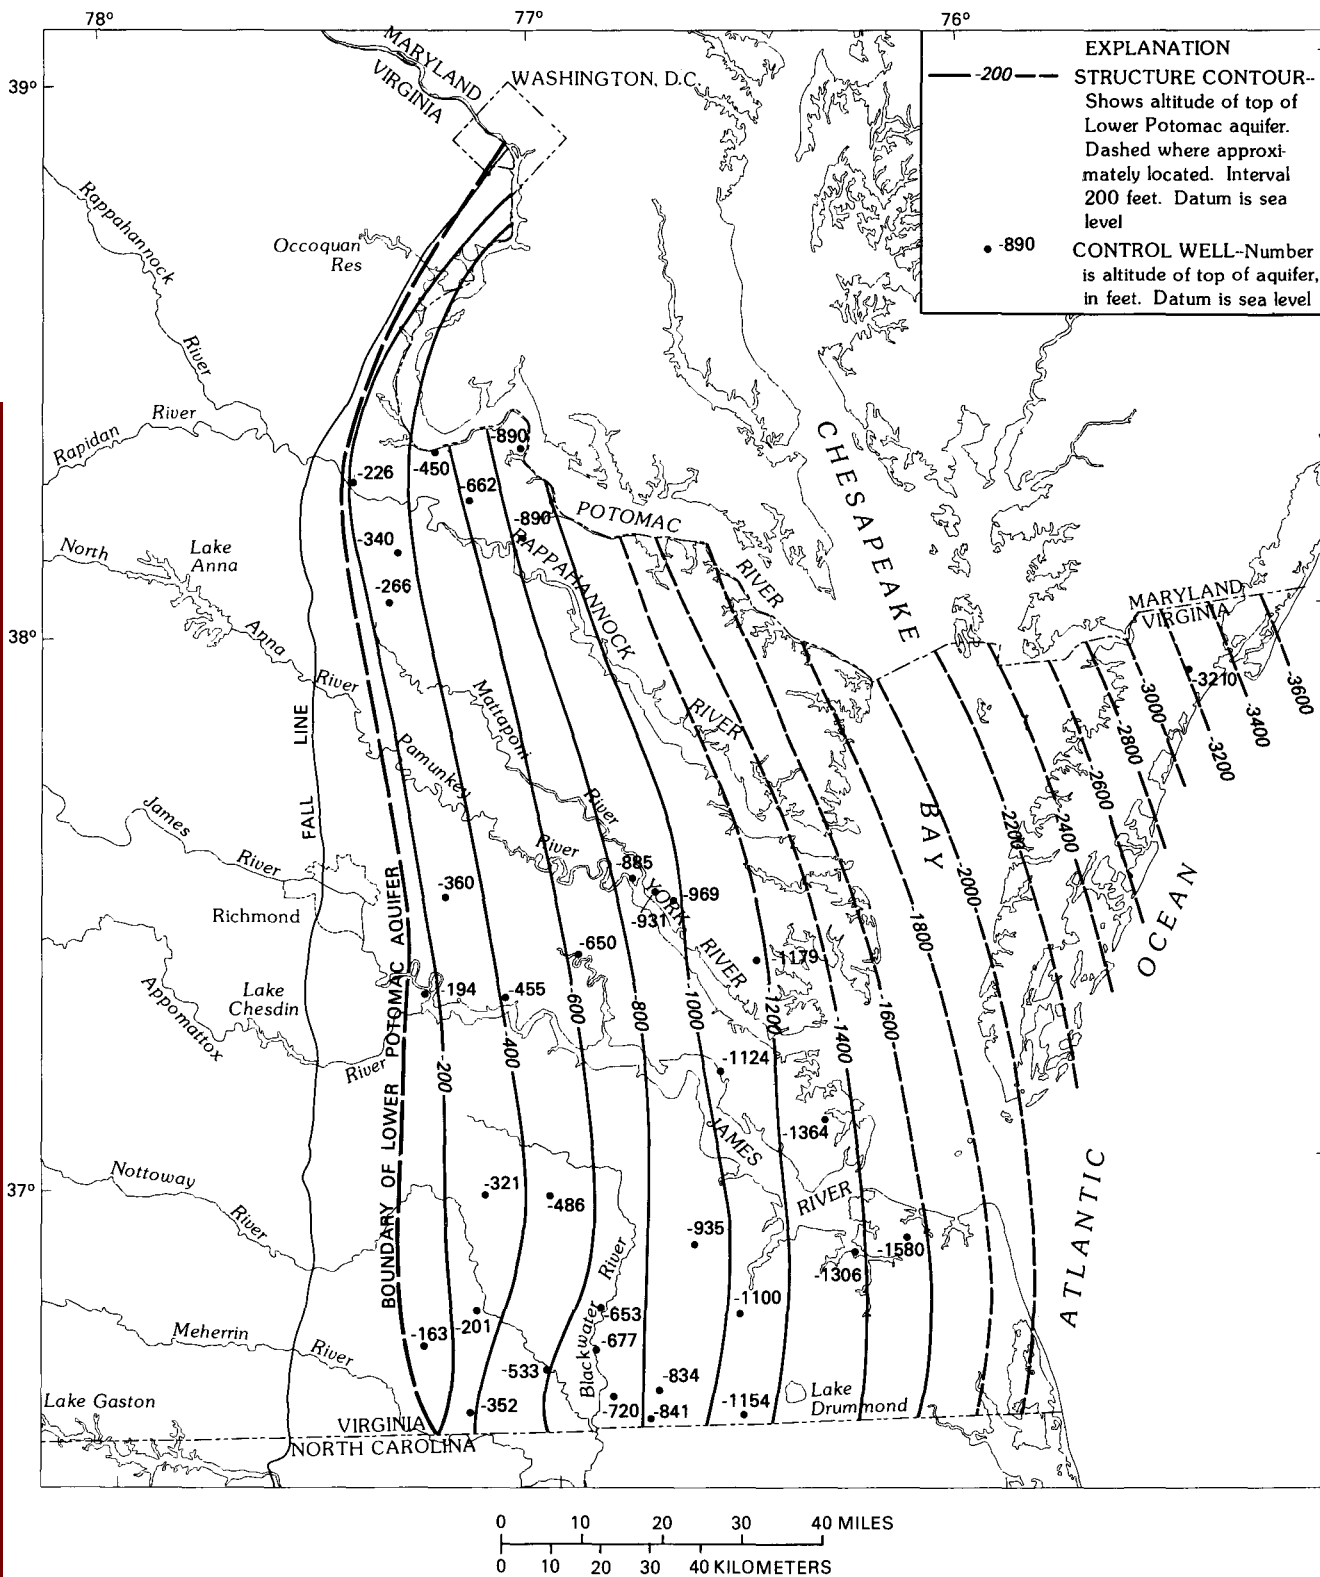 78° 77° 76°
39°
38°
37°
MARYLAND
VIRGINIA
WASHINGTON, D.C.
EXPLANATION
-200
STRUCTURE CONTOUR--
Shows altitude of top of
Lower Potomac aquifer.
Dashed where approxi-
mately located. Interval
200 feet. Datum is sea
level
-890
CONTROL WELL--Number
is altitude of top of aquifer,
in feet. Datum is sea level
Rappahannock
River
Occoquan
Res
Rapidan
River
-226
-450
-890
-662
-890
-340
-266
POTOMAC
RIVER
RAPPAHANNOCK
RIVER
CHESAPEAKE
BAY
North
Anna
River
Lake
Anna
MARYLAND
VIRGINIA
-3210
-3600
-3400
-3200
-3000
-2800
-2600
-2400
-2200
-2000
-1800
-1600
-1400
-1200
-1000
-800
-600
-400
-200
FALL LINE
Mattaponi
River
Pamunkey
River
James
River
Richmond
-360
-885
-931
-969
YORK
RIVER
-650
-1179
-194
-455
Lake
Chesdin
Appomattox
River
BOUNDARY OF LOWER POTOMAC AQUIFER
-1124
-1364
JAMES
RIVER
ATLANTIC
OCEAN
Nottoway
River
-321
-486
-935
-1580
-1306
-1100
Blackwater
River
-653
-677
-201
-163
-533
Meherrin
River
-834
-720
-841
-1154
-352
Lake
Drummond
Lake Gaston
VIRGINIA
NORTH CAROLINA
0 10 20 30 40 MILES
0 10 20 30 40 KILOMETERS